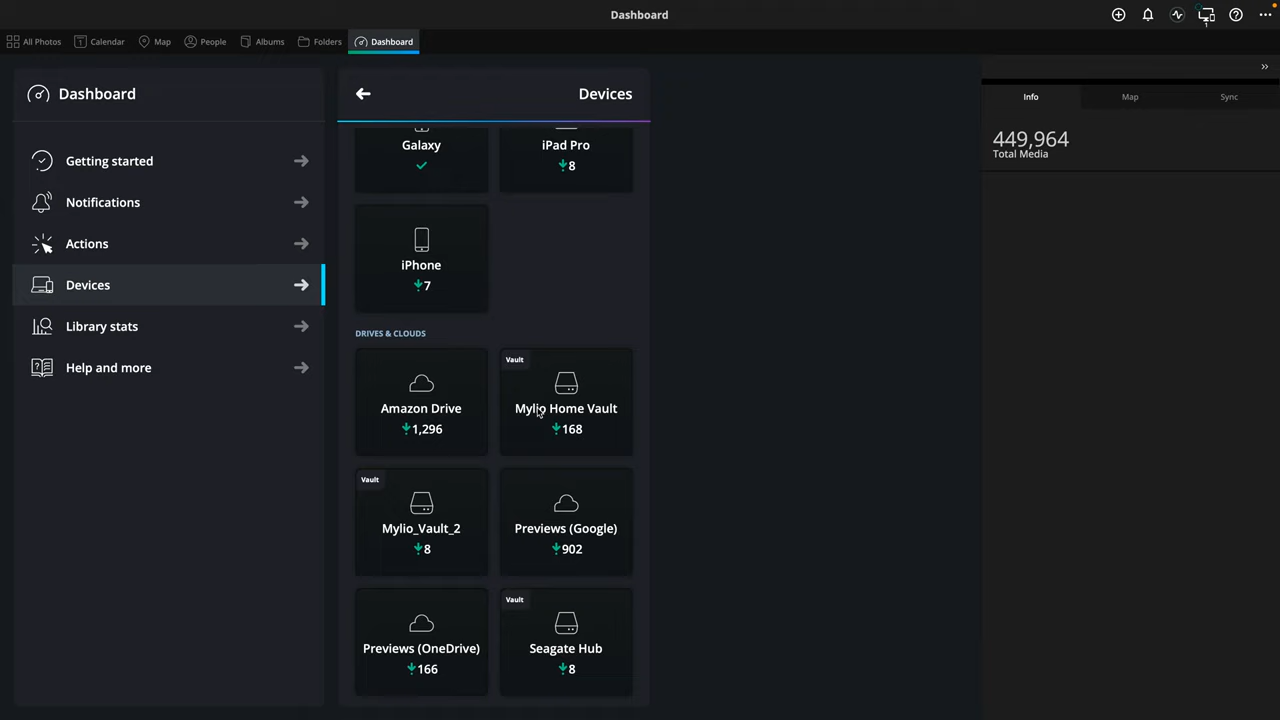 Dashboard
All Photos
Calendar
Map
People
Albums
Folders
Dashboard
Dashboard
Getting started
Notifications
Actions
Devices
Library stats
Help and more
Devices
Galaxy
iPad Pro
8
iPhone
7
DRIVES & CLOUDS
Amazon Drive
1,296
Vault
Mylio Home Vault
168
Vault
Mylio_Vault_2
8
Previews (Google)
902
Previews (OneDrive)
166
Vault
Seagate Hub
8
Info
Map
Sync
449,964
Total Media